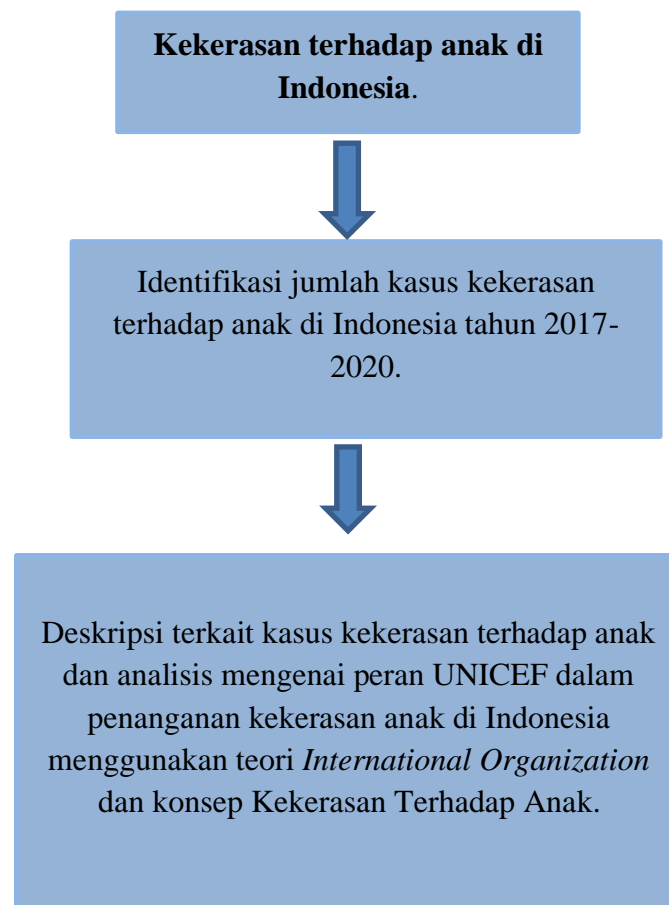 Kekerasan terhadap anak di
Indonesia.
Identifikasi jumlah kasus kekerasan
terhadap anak di Indonesia tahun 2017-
2020.
Deskripsi terkait kasus kekerasan terhadap anak
dan analisis mengenai peran UNICEF dalam
penanganan kekerasan anak di Indonesia
menggunakan teori International Organization
dan konsep Kekerasan Terhadap Anak.